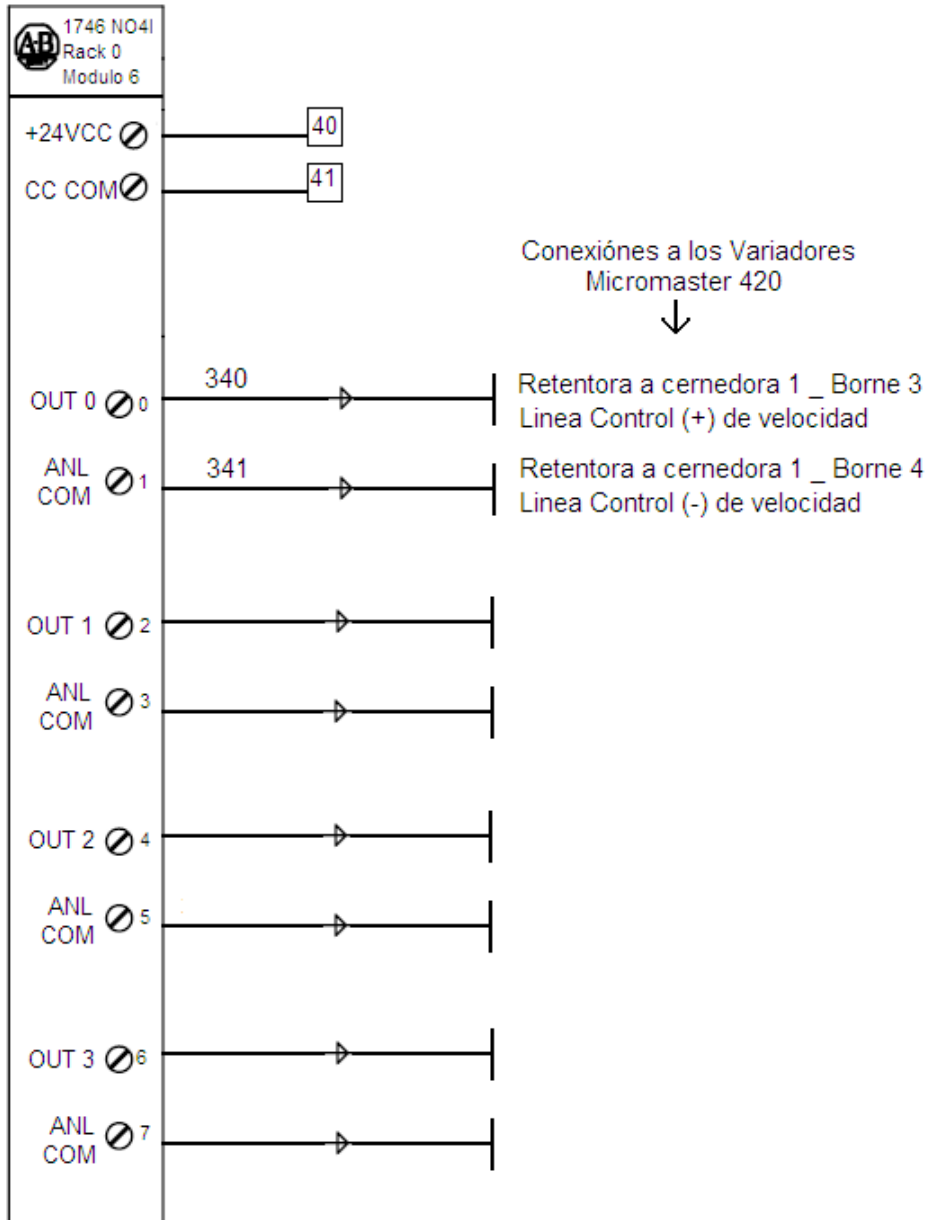 AB
1746 NO4I
Rack 0
Modulo 6
+24VCC
40
CC COM
41
Conexiónes a los Variadores
Micromaster 420
OUT 0
0
340
Retentora a cernedora 1 _ Borne 3
Linea Control (+) de velocidad
ANL
COM
1
341
Retentora a cernedora 1 _ Borne 4
Linea Control (-) de velocidad
OUT 1
2
ANL
COM
3
OUT 2
4
ANL
COM
5
OUT 3
6
ANL
COM
7